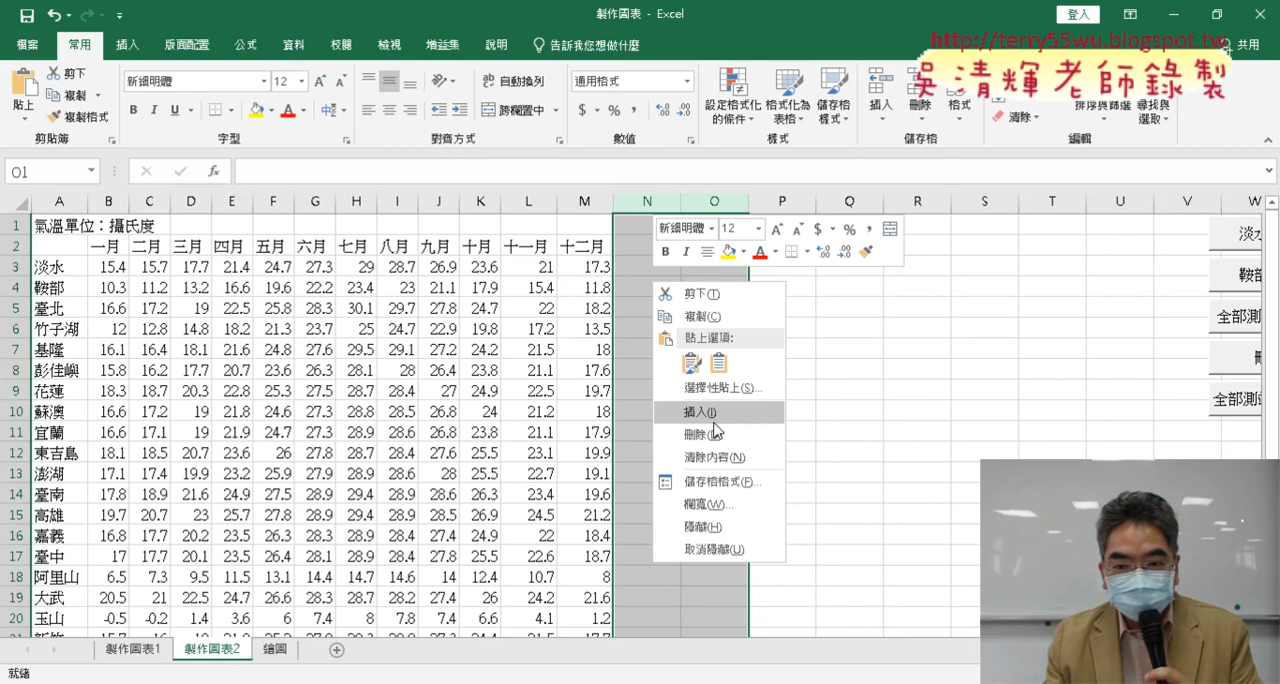 製作圖表 - Excel
登入
檔案 常用 插入 版面配置 公式 資料 校閱 檢視 增益集 說明 告訴我您想做什麼 共用
http://terry55wu.blogspot.tw
吳清輝老師錄製
貼上 剪下 複製 複製格式
新細明體 12
自動換列 跨欄置中
通用格式
設定格式化的條件 格式化為表格 儲存格樣式
插入 刪除 格式
清除 排序與篩選 尋找與選取
剪貼簿 字型 對齊方式 數值 樣式 儲存格 編輯
O1
A B C D E F G H I J K L M N O P Q R S T U V W
1 氣溫單位：攝氏度
2 一月 二月 三月 四月 五月 六月 七月 八月 九月 十月 十一月 十二月
3 淡水 15.4 15.7 17.7 21.4 24.7 27.3 29 28.7 26.9 23.6 21 17.3
4 鞍部 10.3 11.2 13.2 16.6 19.6 22.2 23.4 23 21.1 17.9 15.4 11.8
5 臺北 16.6 17.2 19 22.5 25.8 28.3 30.1 29.7 27.8 24.7 22 18.2
6 竹子湖 12 12.8 14.8 18.2 21.3 23.7 25 24.7 22.9 19.8 17.2 13.5
7 基隆 16.1 16.4 18.1 21.6 24.8 27.6 29.5 29.1 27.2 24.2 21.5 18
8 彭佳嶼 15.8 16.2 17.7 20.7 23.6 26.3 28.1 28 26.4 23.8 21.1 17.6
9 花蓮 18.3 18.7 20.3 22.8 25.3 27.5 28.7 28.4 27 24.9 22.5 19.7
10 蘇澳 16.6 17.2 19 21.8 24.6 27.3 28.8 28.5 26.8 24 21.2 18
11 宜蘭 16.6 17.1 19 21.9 24.7 27.3 28.9 28.6 26.8 23.8 21.1 17.9
12 東吉島 18.1 18.5 20.7 23.6 26 27.8 28.7 28.4 27.6 25.5 23.1 19.9
13 澎湖 17.1 17.4 19.9 23.2 25.9 27.9 28.9 28.6 28 25.5 22.7 19.1
14 臺南 17.8 18.9 21.6 24.9 27.5 28.9 29.4 28.9 28.6 26.3 23.4 19.6
15 高雄 19.7 20.7 23 25.7 27.8 28.9 29.4 28.9 28.5 26.9 24.5 21.2
16 嘉義 16.8 17.7 20.2 23.5 26.3 28.3 28.9 28.6 27.4 24.9 22 18.4
17 臺中 17 17.7 20.1 23.5 26.4 28.1 28.9 28.4 27.8 25.5 22.6 18.7
18 阿里山 6.5 7.3 9.5 11.5 13.1 14.4 14.7 14.6 14 12.4 10.7 8
19 大武 20.5 21 22.5 24.7 26.6 28.3 28.7 28.2 27.4 26 24.2 21.6
20 玉山 -0.5 -0.2 1.4 3.6 6 7.4 8 7.8 7.4 6.6 4.1 1.2
新細明體 12
剪下(T)
複製(C)
貼上選項:
選擇性貼上(S)...
插入(I)
刪除
清除內容(N)
儲存格格式(F)...
欄寬(W)...
隱藏(H)
取消隱藏(U)
淡水
鞍部
全部測
全部測站
製作圖表1 製作圖表2 繪圖
就緒